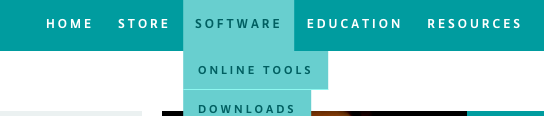 HOME STORE SOFTWARE EDUCATION RESOURCES
ONLINE TOOLS
DOWNLOADS